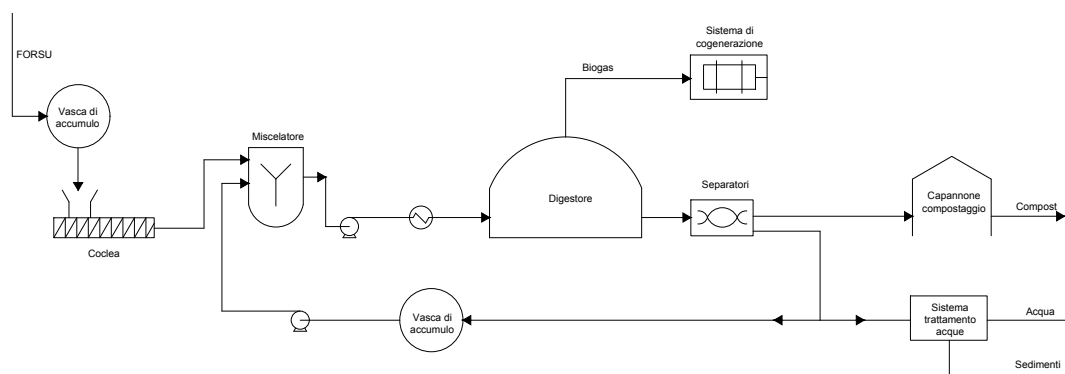 FORSU
Vasca di
accumulo
Coclea
Miscelatore
Biogas
Sistema di
cogenerazione
Digestore
Separatori
Capannone
compostaggio
Compost
Vasca di
accumulo
Sistema
trattamento
acque
Acqua
Sedimenti